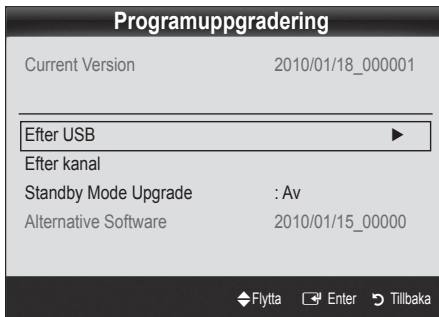 Programuppgradering
Current Version 2010/01/18_000001
Efter USB ►
Efter kanal
Standby Mode Upgrade : Av
Alternative Software 2010/01/15_00000
Flytta Enter Tillbaka